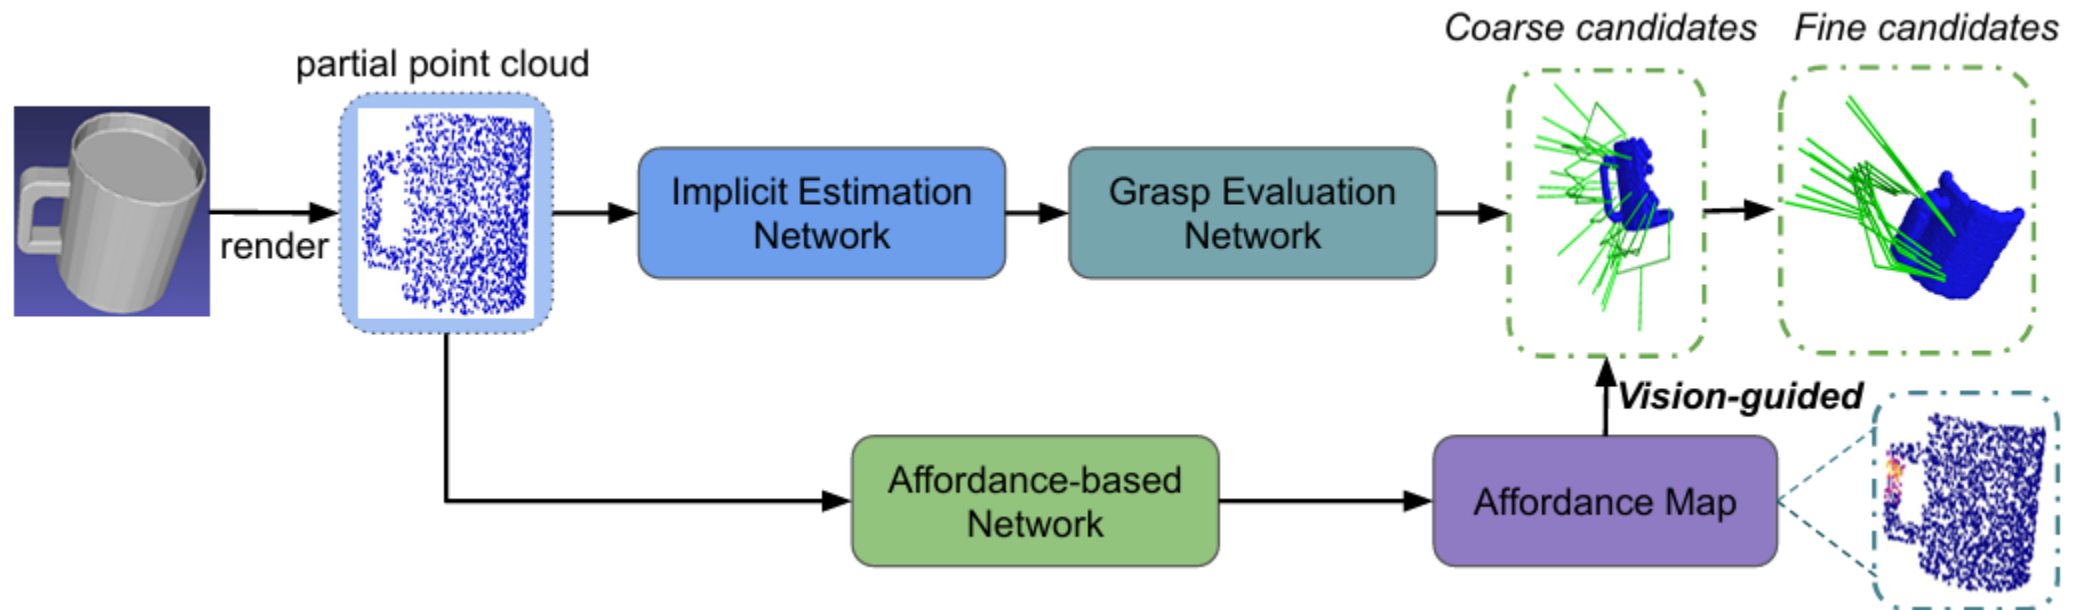 Coarse candidates
Fine candidates
partial point cloud
render
Implicit Estimation
Network
Grasp Evaluation
Network
Vision-guided
Affordance-based
Network
Affordance Map